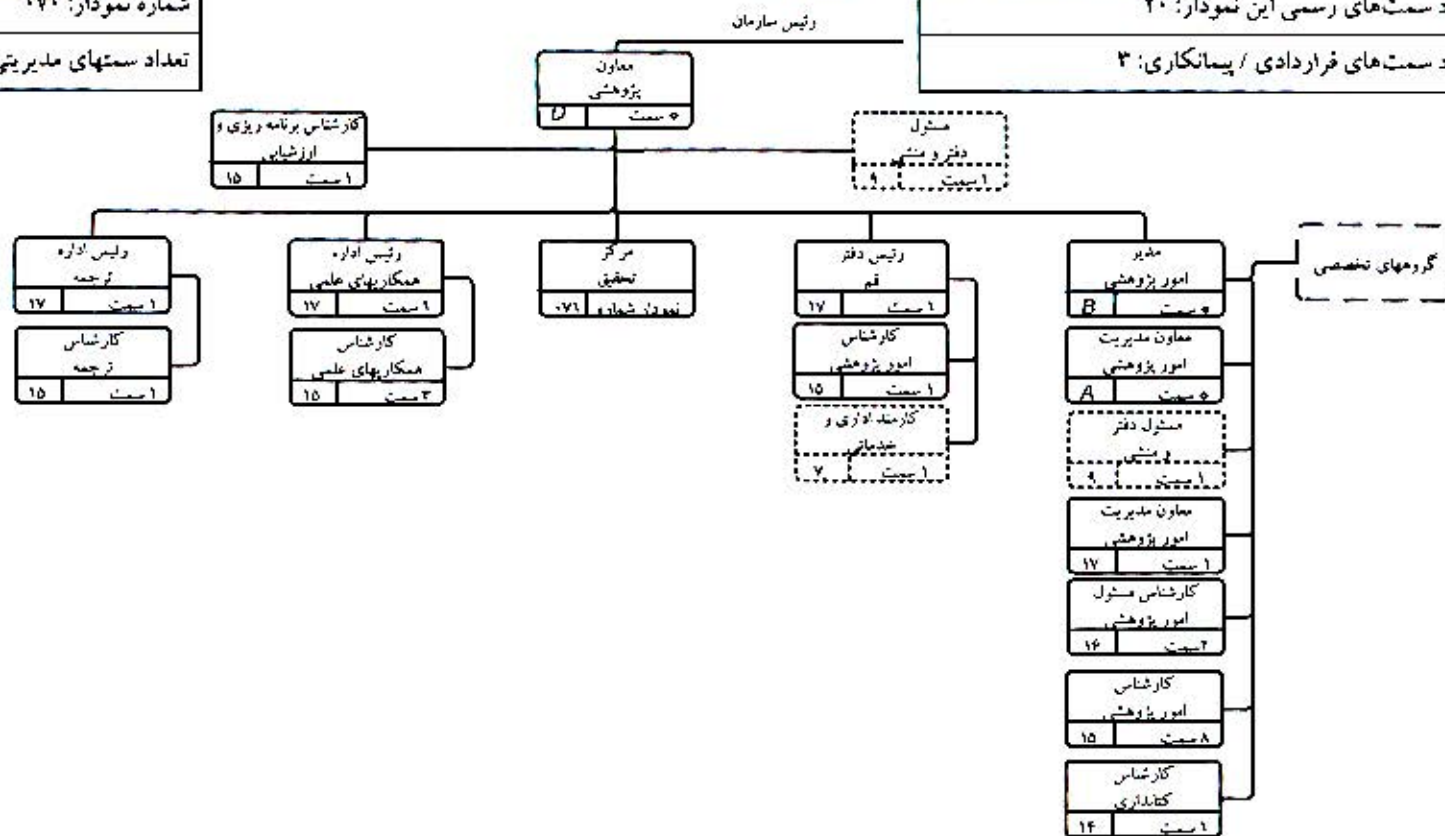 شماره نمودار: ۰۷۰
تعداد سمتهای مدیریتی
د سمت‌های رسمی این نمودار: ۲۰
د سمت‌های قراردادی / پیمانکاری: ۳
رئیس سازمان
معاون
پژوهشی
* سمت D
کارشناس برنامه ریزی و
ارزشیابی
۱ سمت ۱۵
مسئول
دفتر و منشی
۱ سمت ۹
گروههای تخصصی
مدیر
امور پژوهشی
* سمت B
معاون مدیریت
امور پژوهشی
* سمت A
مسئول دفتر
و منشی
۱ سمت ۹
معاون مدیریت
امور پژوهشی
۱ سمت ۱۷
کارشناس مسئول
امور پژوهشی
۲سمت ۱۶
کارشناس
امور پژوهشی
۸ سمت ۱۵
کارشناس
کتابداری
۱ سمت ۱۴
رئیس دفتر
قم
۱ سمت ۱۷
کارشناس
امور پژوهشی
۱ سمت ۱۵
کارمند اداری و
خدماتی
۱ سمت ۷
مرکز
تحقیق
نمودار شماره ۰۷۱
رئیس اداره
همکاریهای علمی
۱ سمت ۱۷
کارشناس
همکاریهای علمی
۳ سمت ۱۵
رئیس اداره
ترجمه
۱ سمت ۱۷
کارشناس
ترجمه
۱ سمت ۱۵